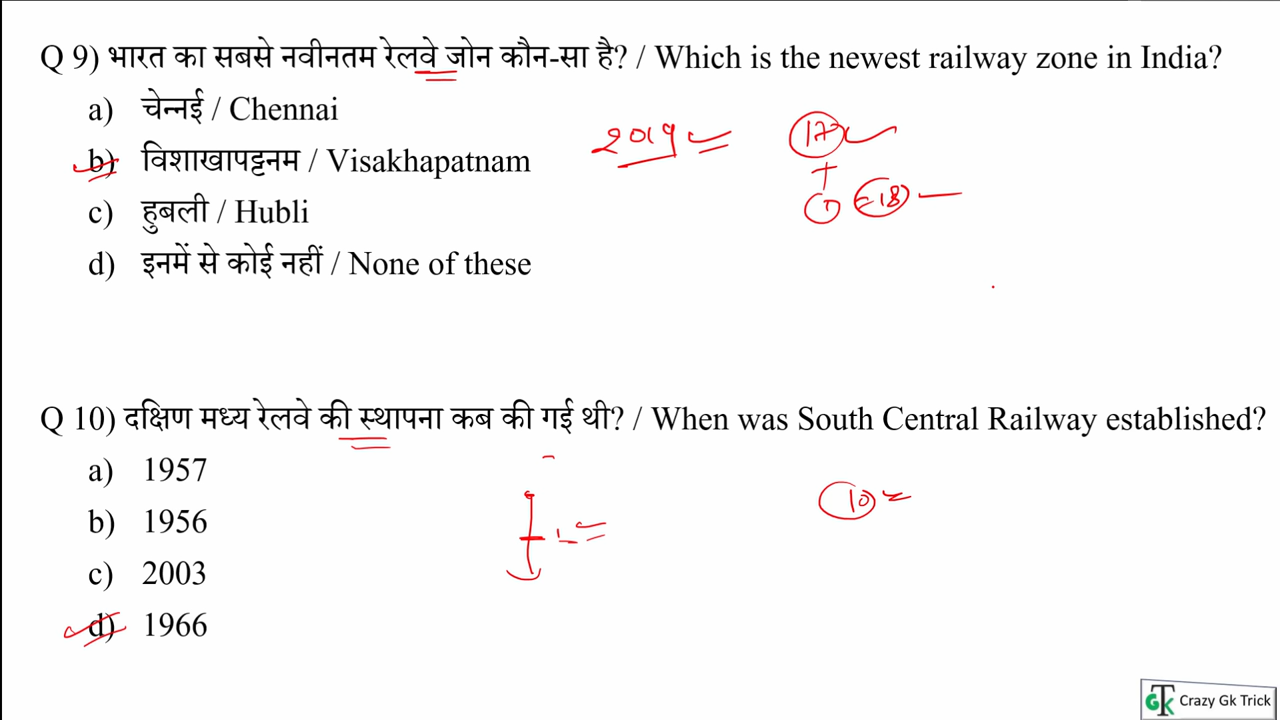 Q 9) भारत का सबसे नवीनतम रेलवे जोन कौन-सा है? / Which is the newest railway zone in India?
a) चेन्नई / Chennai
2019
17
b) विशाखापट्टनम / Visakhapatnam
+
1 =18
c) हुबली / Hubli
d) इनमें से कोई नहीं / None of these
Q 10) दक्षिण मध्य रेलवे की स्थापना कब की गई थी? / When was South Central Railway established?
a) 1957
10
b) 1956
c) 2003
d) 1966
GTK Crazy Gk Trick